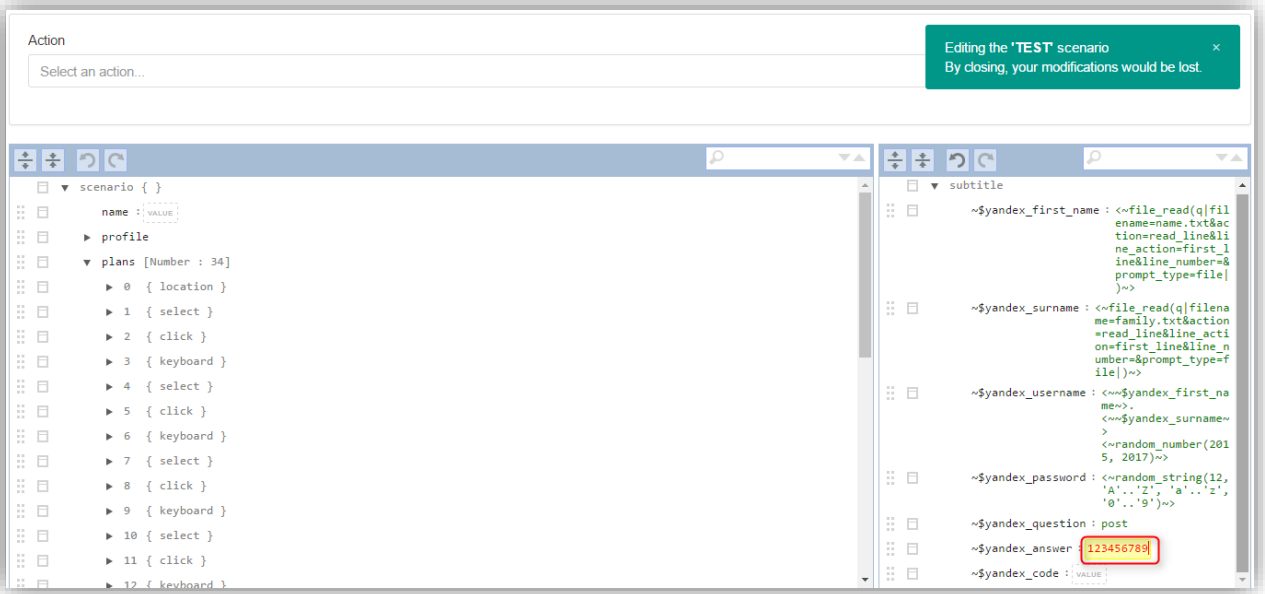 Action
Select an action...
Editing the 'TEST' scenario
×
By closing, your modifications would be lost.
scenario { }
name : VALUE
profile
plans [Number : 34]
0 { location }
1 { select }
2 { click }
3 { keyboard }
4 { select }
5 { click }
6 { keyboard }
7 { select }
8 { click }
9 { keyboard }
10 { select }
11 { click }
12 { keyboard }
subtitle
~$yandex_first_name : <~file_read(q|fil
ename=name.txt&ac
tion=read_line&li
ne_action=first_l
ine&line_number=&
prompt_type=file|
)~>
~$yandex_surname : <~file_read(q|filena
me=family.txt&action
=read_line&line_acti
on=first_line&line_n
umber=&prompt_type=f
ile|)~>
~$yandex_username : <~~$yandex_first_na
me~>.
<~~$yandex_surname~
>
<~random_number(201
5, 2017)~>
~$yandex_password : <~random_string(12,
'A'..'Z', 'a'..'z',
'0'..'9')~>
~$yandex_question : post
~$yandex_answer : 123456789
~$yandex_code : VALUE